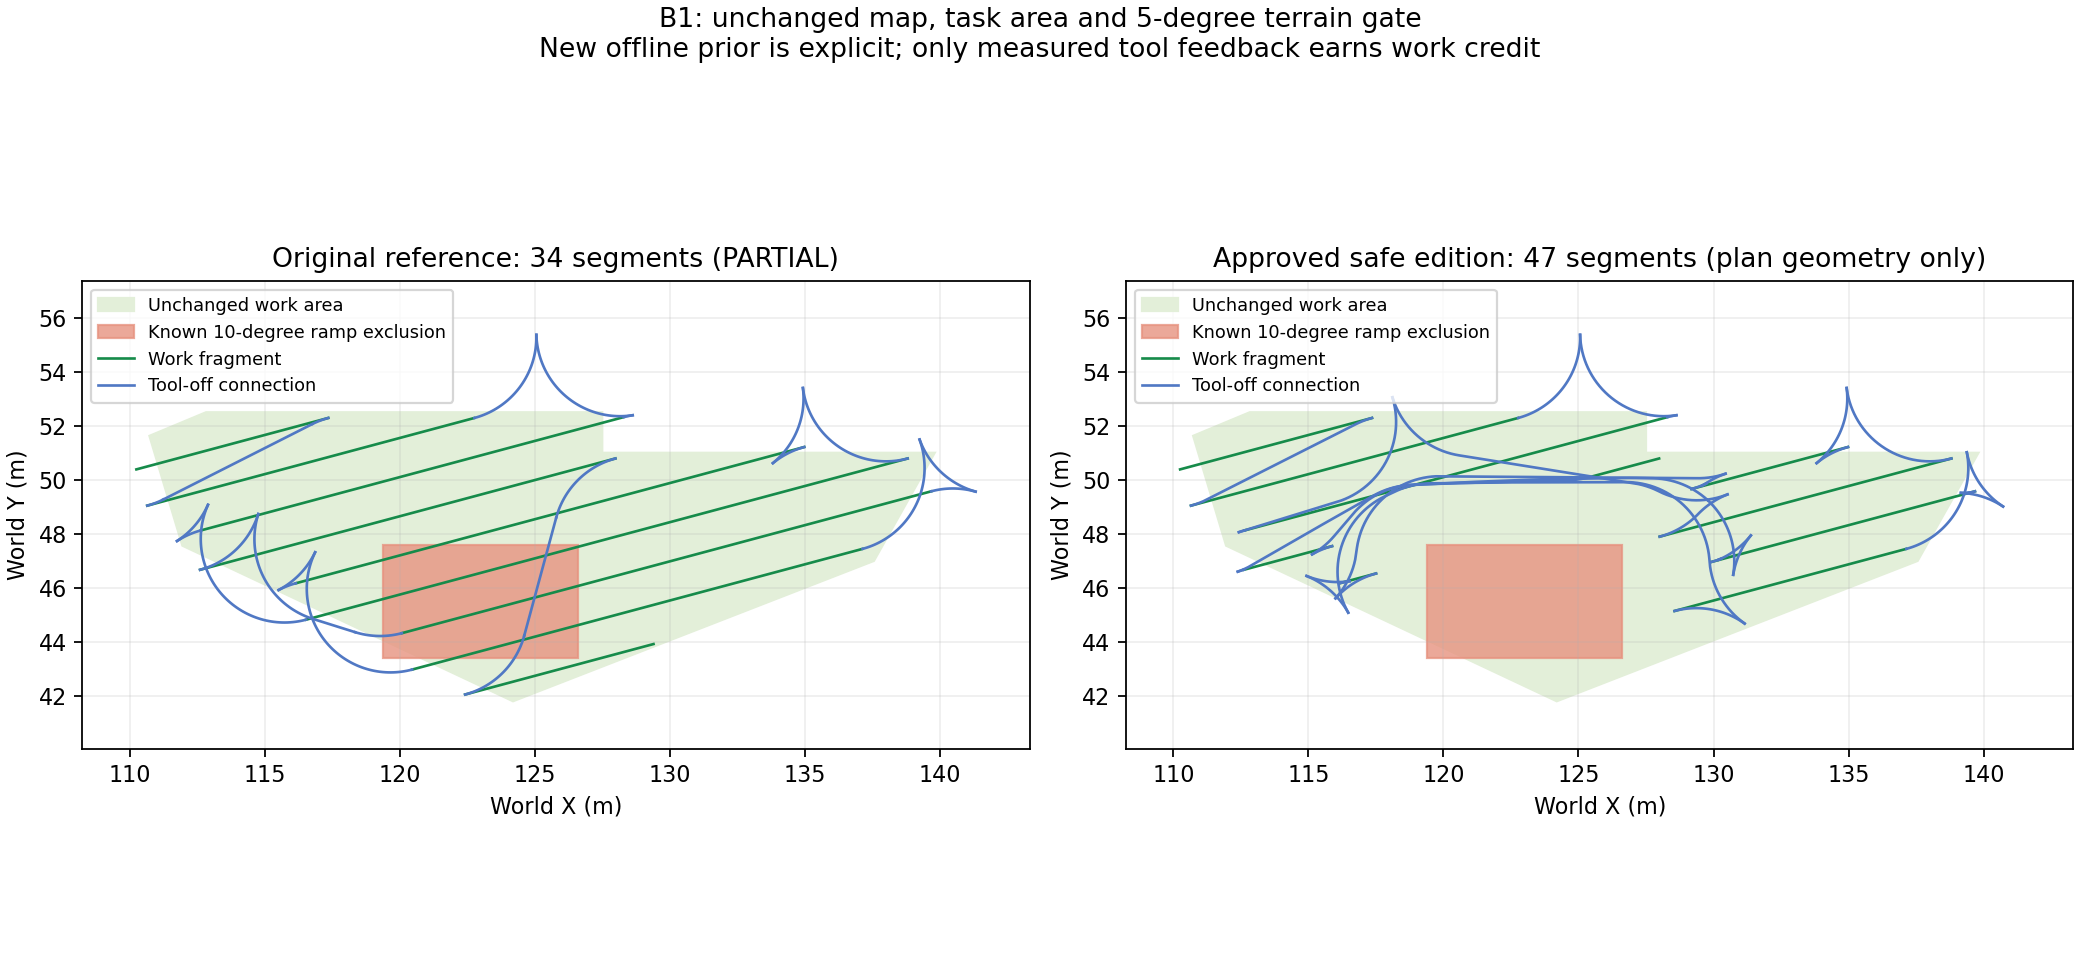 B1: unchanged map, task area and 5-degree terrain gate
New offline prior is explicit; only measured tool feedback earns work credit
Original reference: 34 segments (PARTIAL)
Unchanged work area
Known 10-degree ramp exclusion
Work fragment
Tool-off connection
World Y (m)
56
54
52
50
48
46
44
42
110
115
120
125
130
135
140
World X (m)
Approved safe edition: 47 segments (plan geometry only)
Unchanged work area
Known 10-degree ramp exclusion
Work fragment
Tool-off connection
World Y (m)
56
54
52
50
48
46
44
42
110
115
120
125
130
135
140
World X (m)